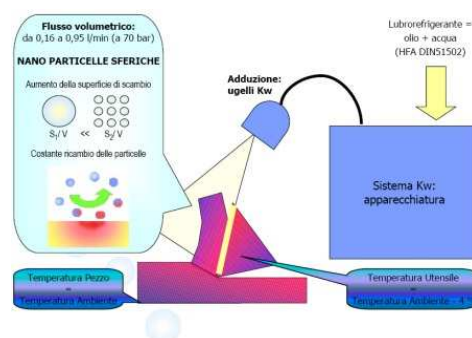 Flusso volumetrico:
da 0,16 a 0,95 l/min (a 70 bar)
NANO PARTICELLE SFERICHE
Aumento della superficie di scambio
S₁/ V << S₂/ V
Costante ricambio delle particelle
Adduzione:
ugelli Kw
Lubrorefrigerante =
olio + acqua
(HFA DIN51502)
Sistema Kw:
apparecchiatura
Temperatura Pezzo
=
Temperatura Ambiente
Temperatura Utensile
=
Temperatura Ambiente - 4